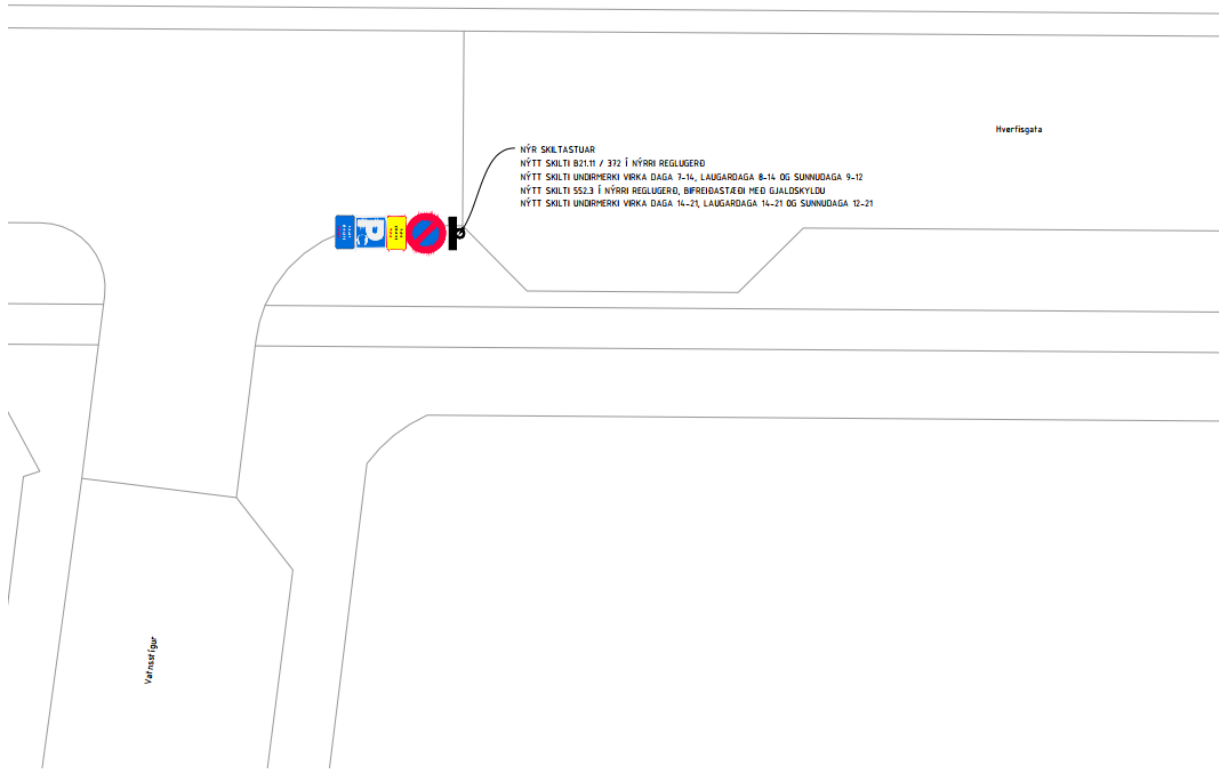 Hverfisgata
NÝR SKILTASTUAR
NÝTT SKILTI B21.11 / 372 Í NÝRRI REGLUGERÐ
NÝTT SKILTI UNDIRMERKI VIRKA DAGA 7-14, LAUGARDAGA 8-14 OG SUNNUDAGA 9-12
NÝTT SKILTI 552.3 Í NÝRRI REGLUGERÐ, BIFREIÐASTÆÐI MEÐ GJALDSKYLDU
NÝTT SKILTI UNDIRMERKI VIRKA DAGA 14-21, LAUGARDAGA 14-21 OG SUNNUDAGA 12-21
P
Vatnsstígur